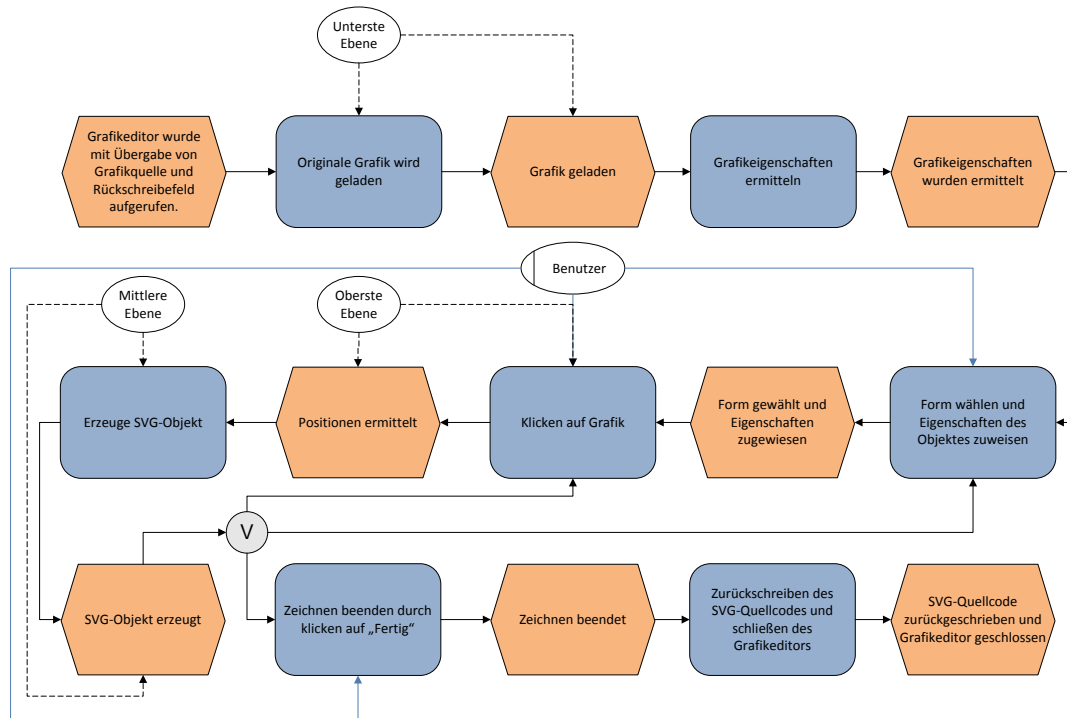 Unterste
Ebene
Grafikeditor wurde
mit Übergabe von
Grafikquelle und
Rückschreibefeld
aufgerufen.
Originale Grafik wird
geladen
Grafik geladen
Grafikeigenschaften
ermitteln
Grafikeigenschaften
wurden ermittelt
Benutzer
Mittlere
Ebene
Oberste
Ebene
Erzeuge SVG-Objekt
Positionen ermittelt
Klicken auf Grafik
Form gewählt und
Eigenschaften
zugewiesen
Form wählen und
Eigenschaften des
Objektes zuweisen
V
SVG-Objekt erzeugt
Zeichnen beenden durch
klicken auf „Fertig“
Zeichnen beendet
Zurückschreiben des
SVG-Quellcodes und
schließen des
Grafikeditors
SVG-Quellcode
zurückgeschrieben und
Grafikeditor geschlossen